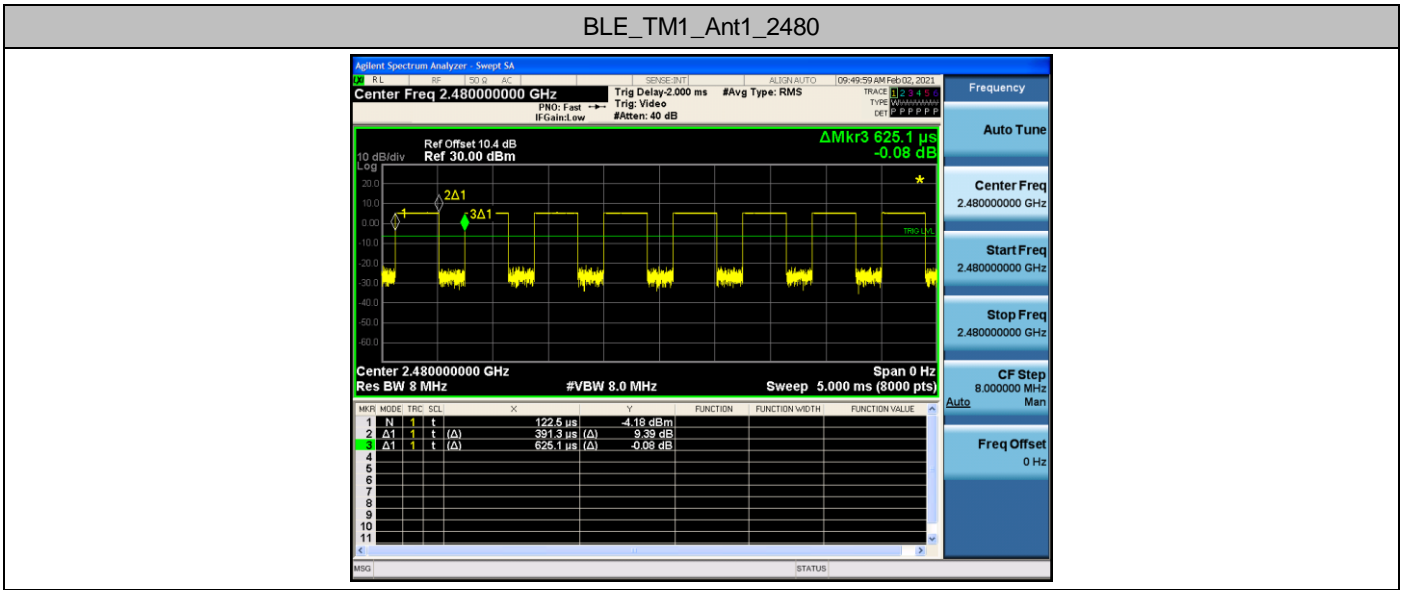 BLE_TM1_Ant1_2480
Agilent Spectrum Analyzer - Swept SA
RL RF 50 Ω AC SENSE:INT ALIGN AUTO 09:49:59 AM Feb 02, 2021
Center Freq 2.480000000 GHz
PNO: Fast
IFGain:Low
Trig Delay-2.000 ms
Trig: Video
#Atten: 40 dB
#Avg Type: RMS
TRACE 1 2 3 4 5 6
TYPE
DET P P P P P P
ΔMkr3 625.1 µs
-0.08 dB
10 dB/div
Log
Ref Offset 10.4 dB
Ref 30.00 dBm
20.0
10.0
0.00
-10.0
-20.0
-30.0
-40.0
-50.0
-60.0
1
2Δ1
3Δ1
*
TRIG LVL
Center 2.480000000 GHz Span 0 Hz
Res BW 8 MHz #VBW 8.0 MHz Sweep 5.000 ms (8000 pts)
MKR MODE TRC SCL X Y FUNCTION FUNCTION WIDTH FUNCTION VALUE
1 N 1 t 122.5 µs -4.18 dBm
2 Δ1 1 t (Δ) 391.3 µs (Δ) 9.39 dB
3 Δ1 1 t (Δ) 625.1 µs (Δ) -0.08 dB
4
5
6
7
8
9
10
11
MSG STATUS
Frequency
Auto Tune
Center Freq
2.480000000 GHz
Start Freq
2.480000000 GHz
Stop Freq
2.480000000 GHz
CF Step
8.000000 MHz
Auto Man
Freq Offset
0 Hz